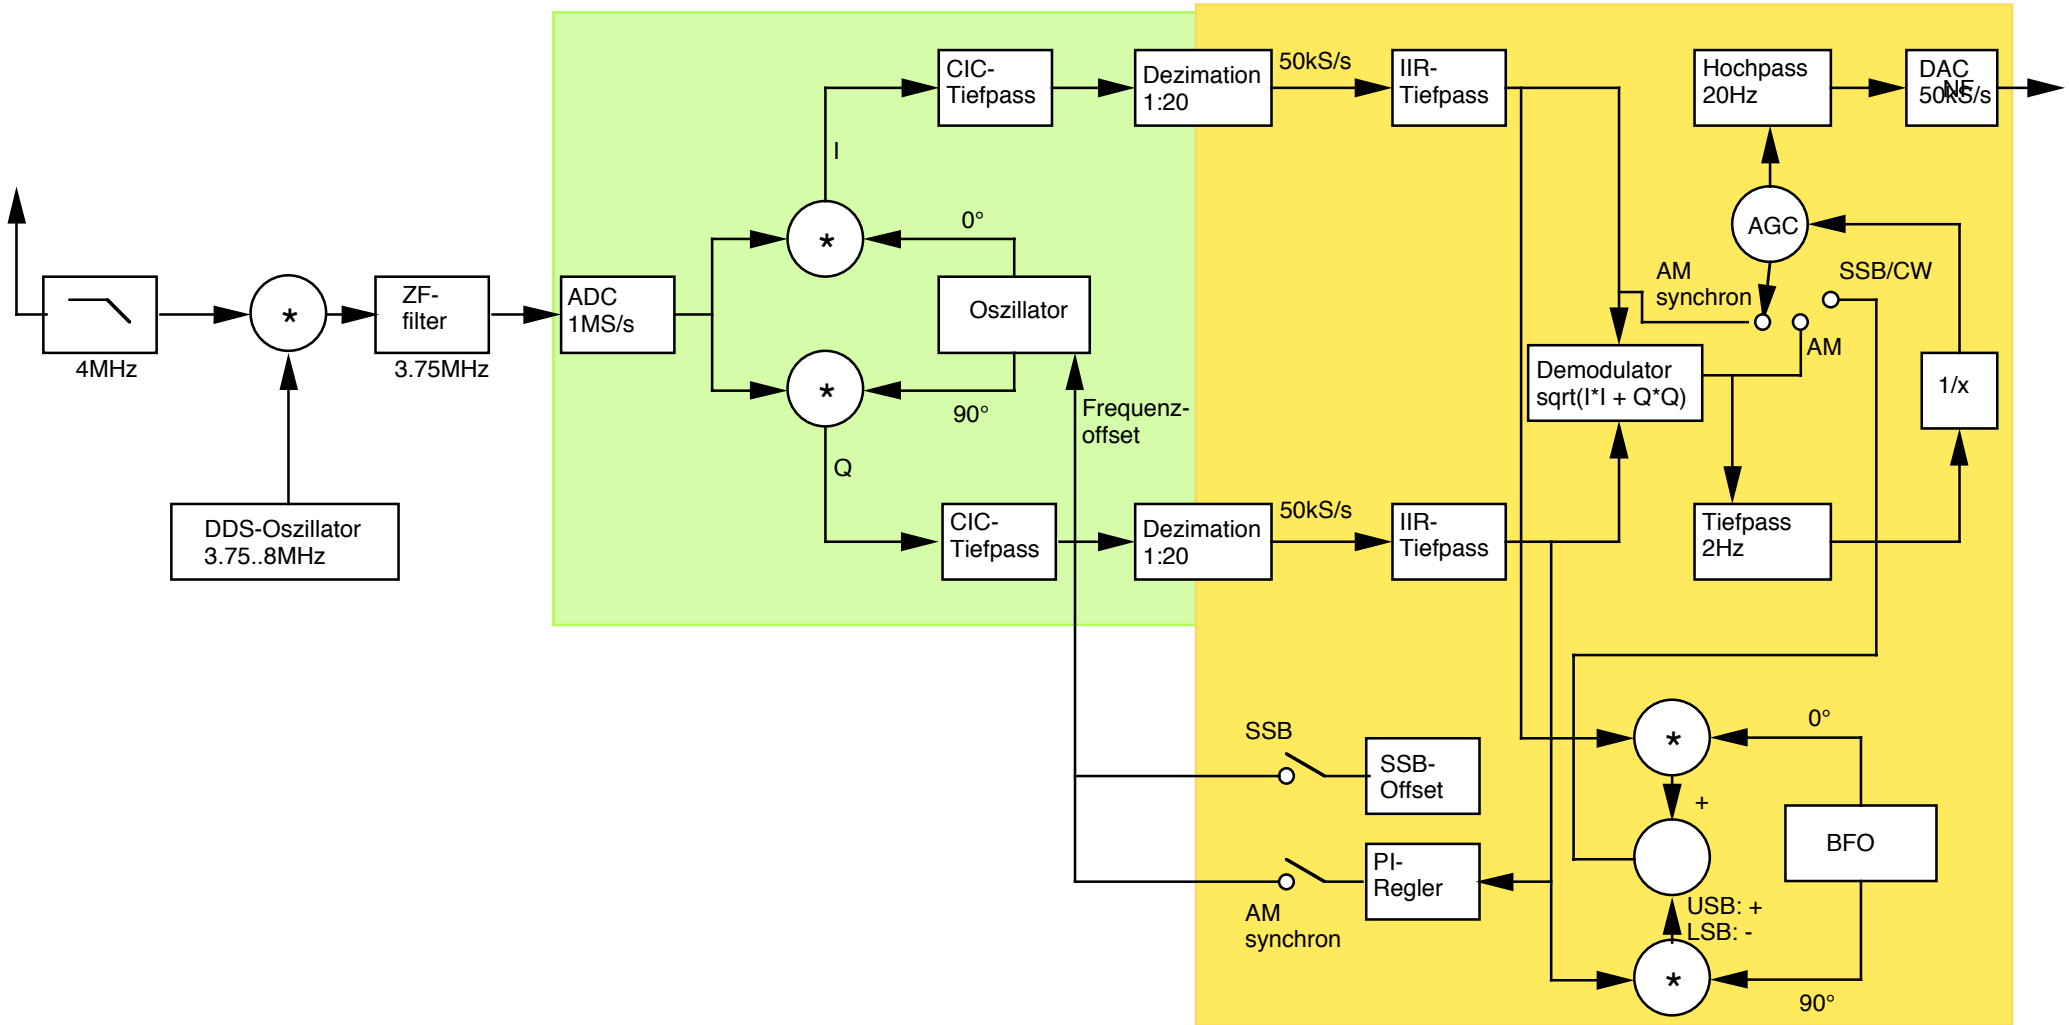 CIC-
Tiefpass
Dezimation
1:20
50kS/s
IIR-
Tiefpass
Hochpass
20Hz
DAC
50kS/s
NF
I
*
0°
AGC
4MHz
*
ZF-
filter
3.75MHz
ADC
1MS/s
Oszillator
AM
synchron
SSB/CW
AM
*
90°
Frequenz-
offset
Demodulator
sqrt(I*I + Q*Q)
1/x
Q
DDS-Oszillator
3.75..8MHz
CIC-
Tiefpass
Dezimation
1:20
50kS/s
IIR-
Tiefpass
Tiefpass
2Hz
SSB
SSB-
Offset
*
0°
+
BFO
PI-
Regler
AM
synchron
USB: +
LSB: -
*
90°